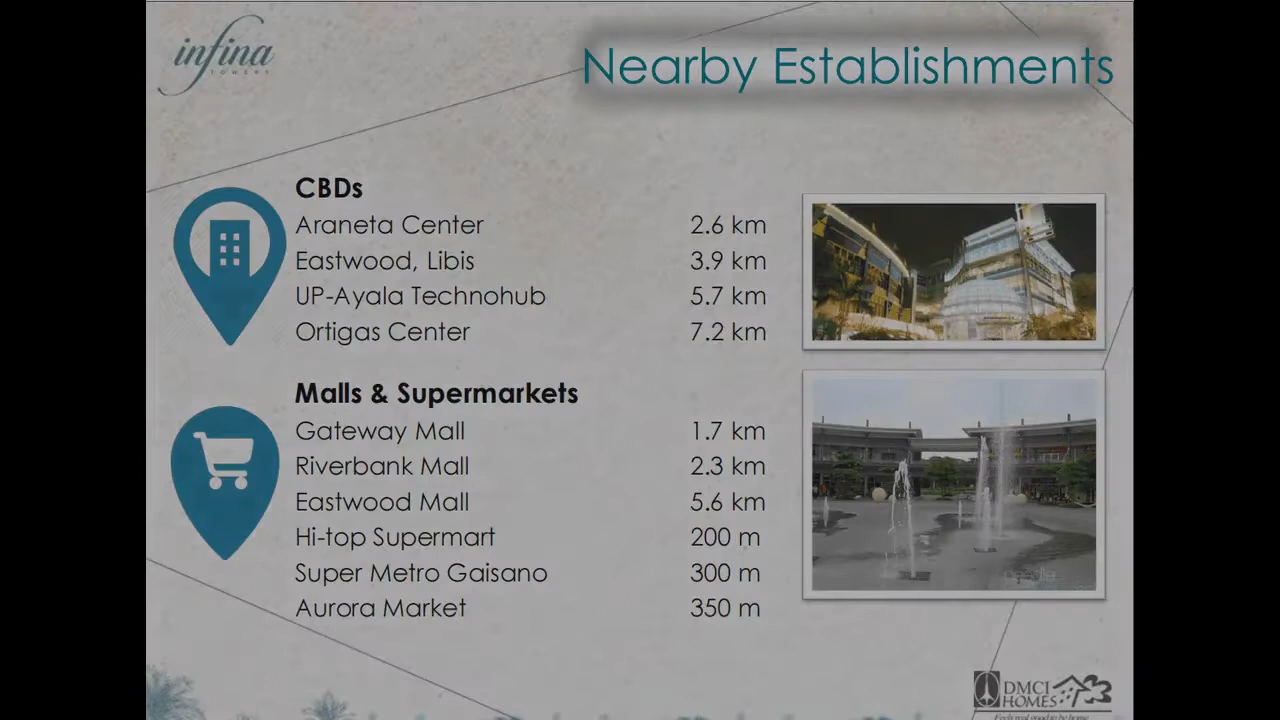 infina
TOWERS
Nearby Establishments
CBDs
Araneta Center 2.6 km
Eastwood, Libis 3.9 km
UP-Ayala Technohub 5.7 km
Ortigas Center 7.2 km
Malls & Supermarkets
Gateway Mall 1.7 km
Riverbank Mall 2.3 km
Eastwood Mall 5.6 km
Hi-top Supermart 200 m
Super Metro Gaisano 300 m
Aurora Market 350 m
DMCI
HOMES